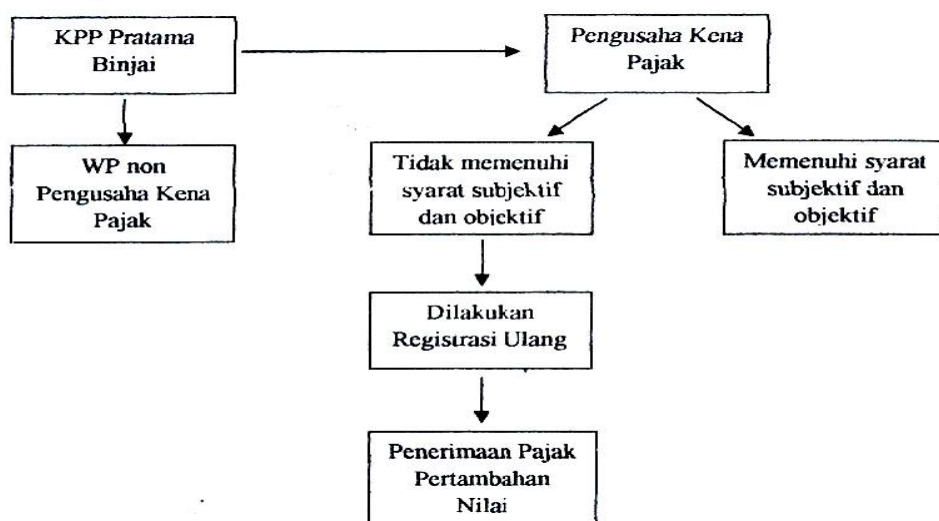 KPP Pratama
Binjai
Pengusaha Kena
Pajak
WP non
Pengusaha Kena
Pajak
Tidak memenuhi
syarat subjektif
dan objektif
Memenuhi syarat
subjektif dan
objektif
Dilakukan
Registrasi Ulang
Penerimaan Pajak
Pertambahan
Nilai